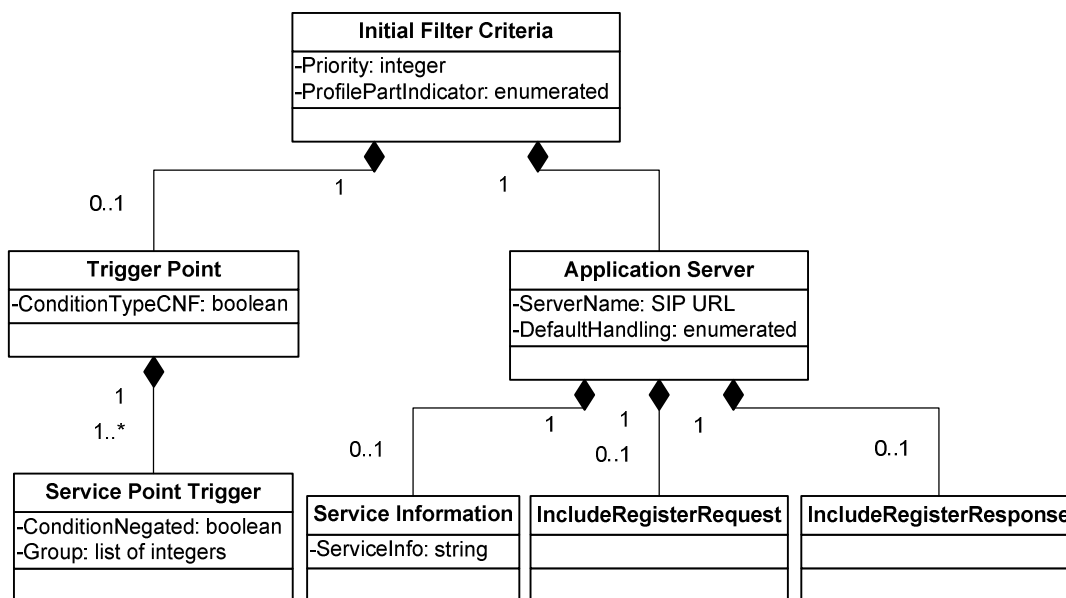 Initial Filter Criteria
-Priority: integer
-ProfilePartIndicator: enumerated
1
1
0..1
Trigger Point
-ConditionTypeCNF: boolean
Application Server
-ServerName: SIP URL
-DefaultHandling: enumerated
1
1..*
1
1
1
0..1
0..1
0..1
Service Point Trigger
-ConditionNegated: boolean
-Group: list of integers
Service Information
-ServiceInfo: string
IncludeRegisterRequest
IncludeRegisterResponse